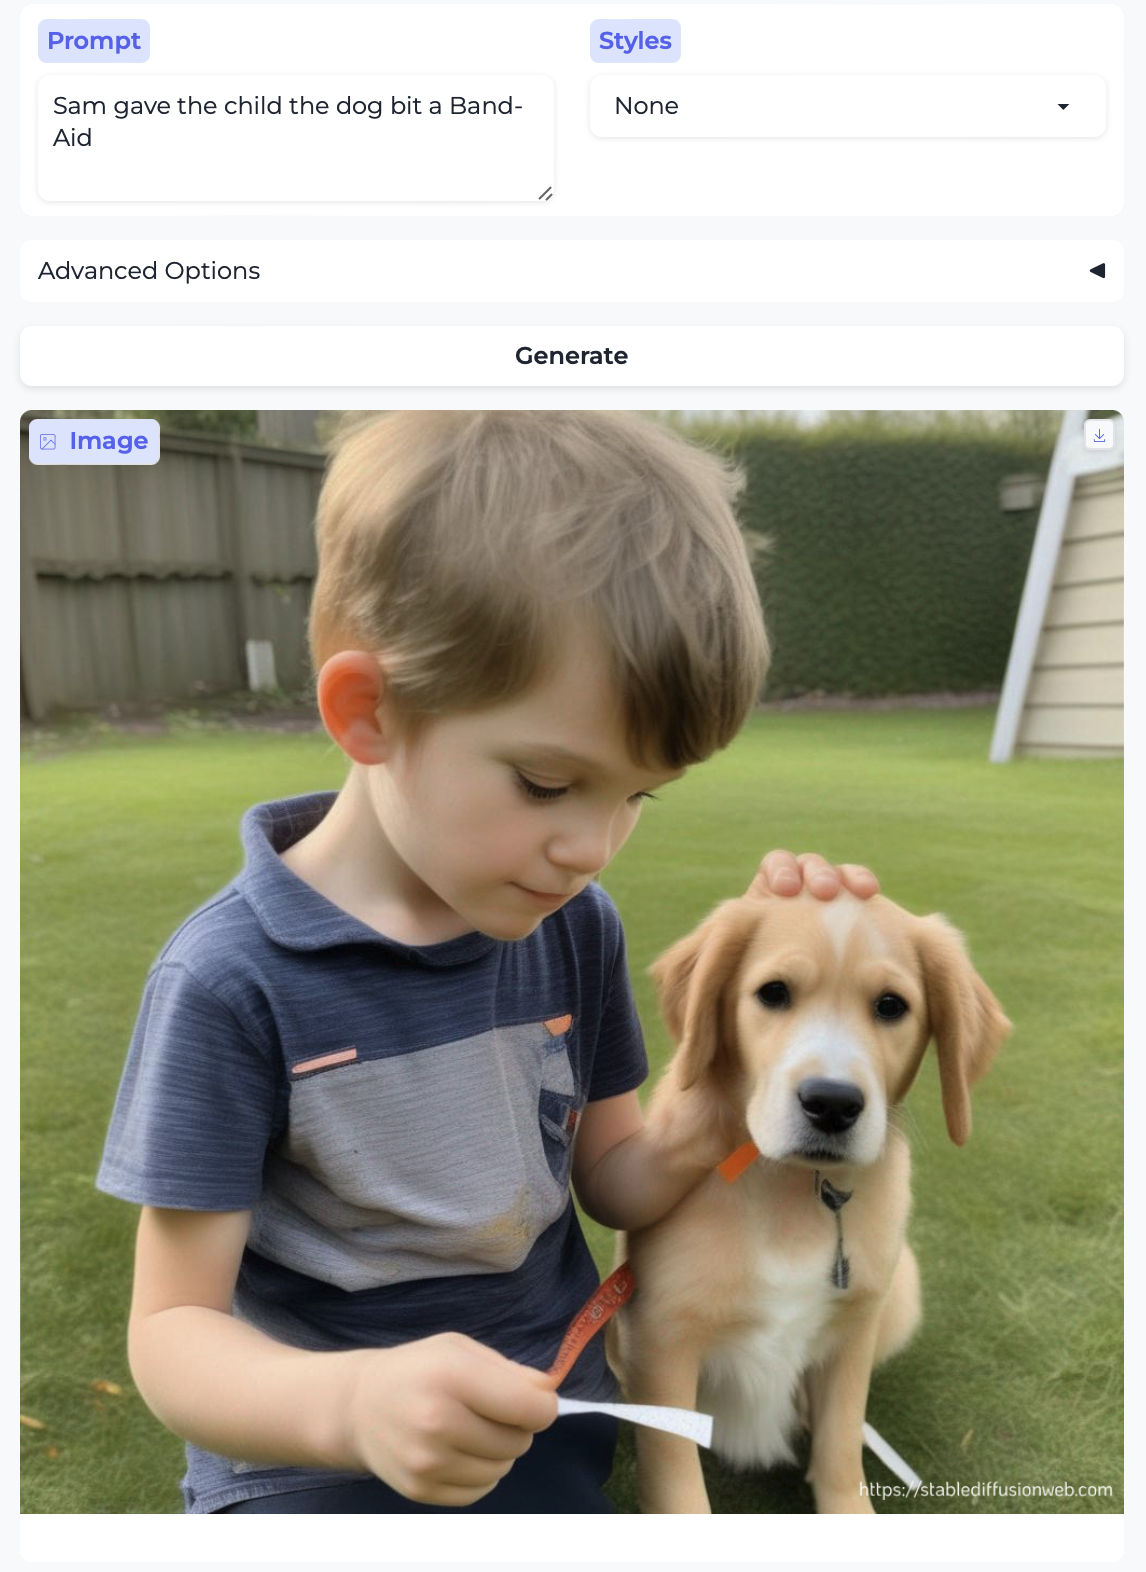 Prompt
Styles
Sam gave the child the dog bit a Band-
Aid
None
Advanced Options
Generate
Image
https://stablediffusionweb.com